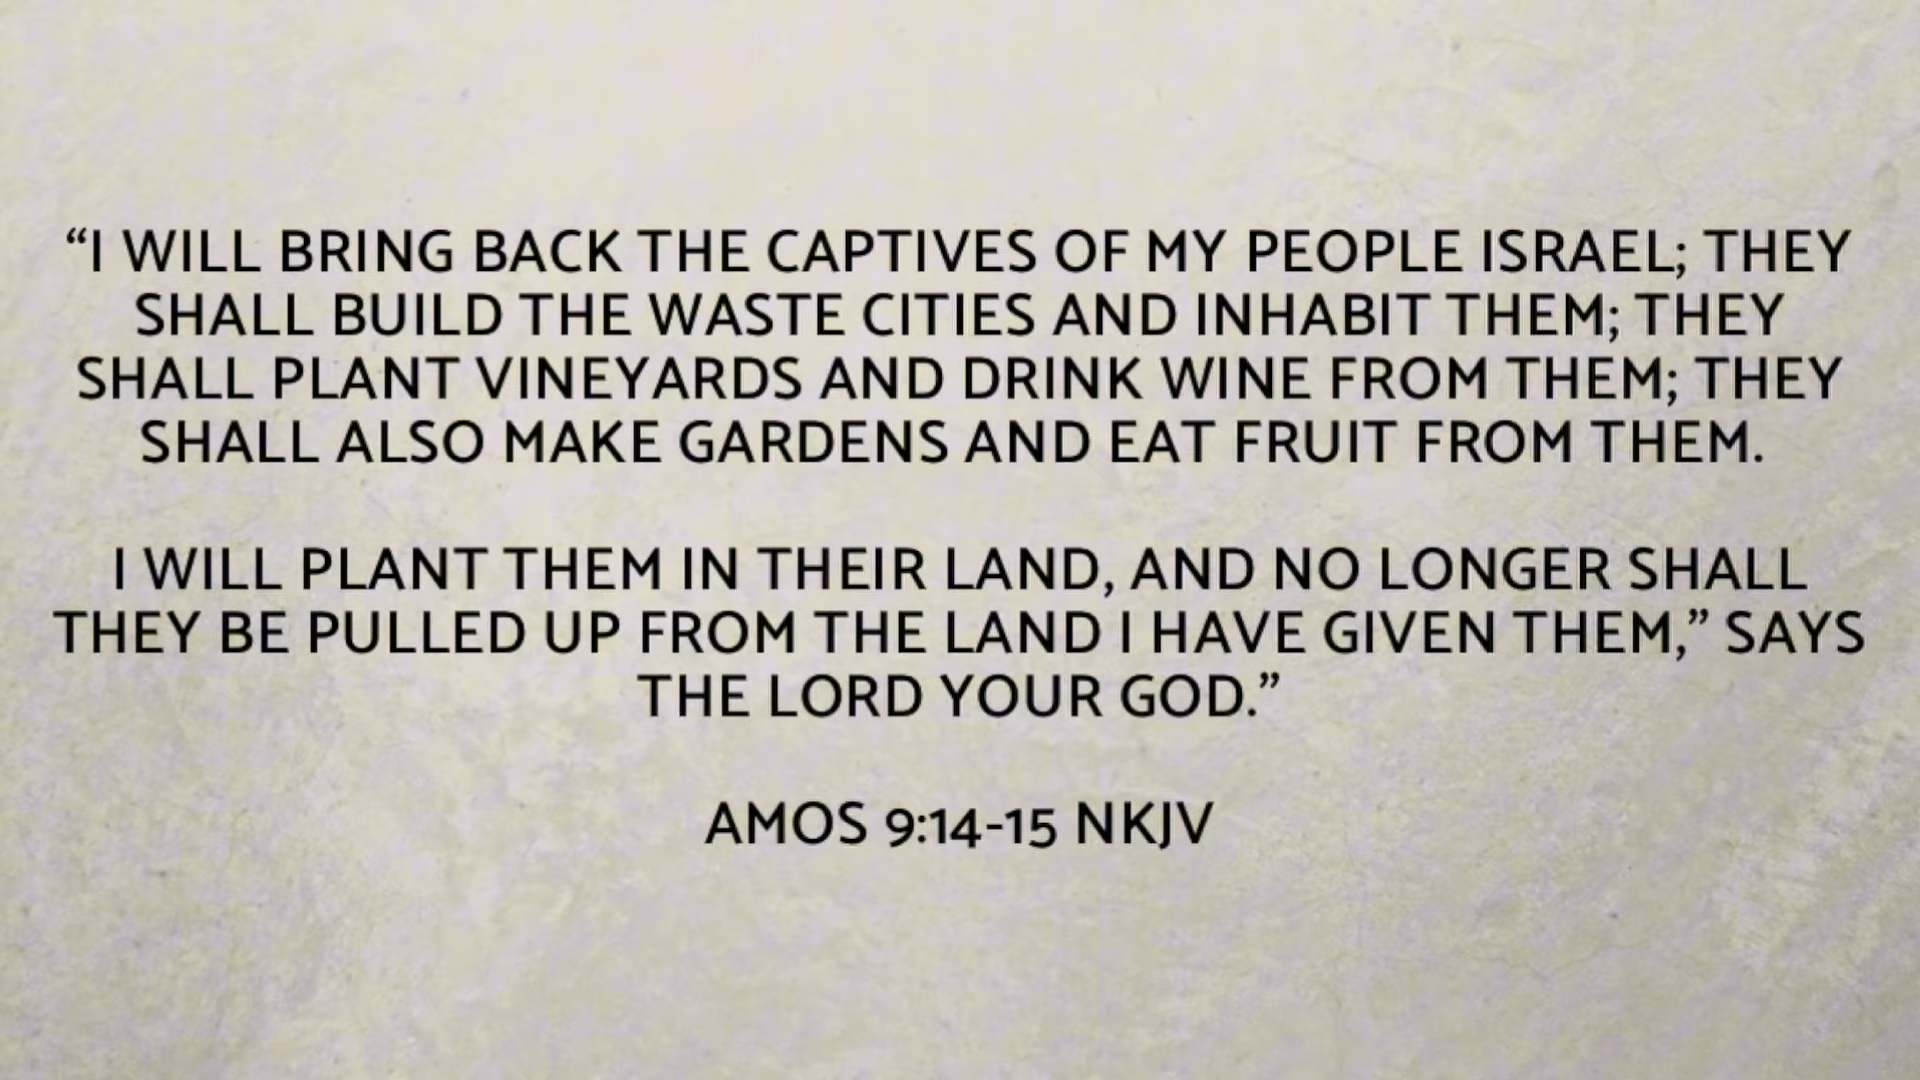 “I WILL BRING BACK THE CAPTIVES OF MY PEOPLE ISRAEL; THEY
SHALL BUILD THE WASTE CITIES AND INHABIT THEM; THEY
SHALL PLANT VINEYARDS AND DRINK WINE FROM THEM; THEY
SHALL ALSO MAKE GARDENS AND EAT FRUIT FROM THEM.
I WILL PLANT THEM IN THEIR LAND, AND NO LONGER SHALL
THEY BE PULLED UP FROM THE LAND I HAVE GIVEN THEM,” SAYS
THE LORD YOUR GOD.”
AMOS 9:14-15 NKJV